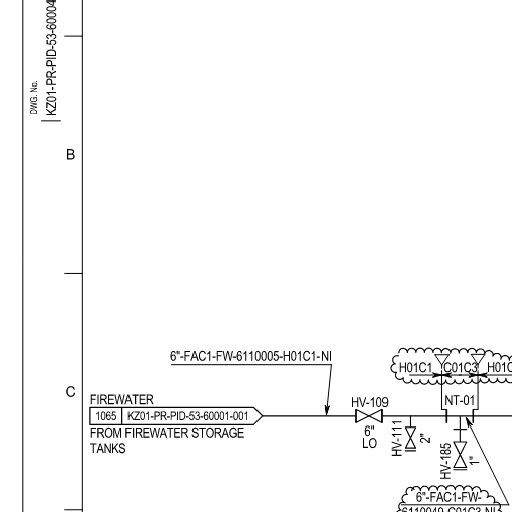 DWG. No.
KZ01-PR-PID-53-60004
B
C
6"-FAC1-FW-6110005-H01C1-NI
H01C1
C01C3
H01C
FIREWATER
1065
KZ01-PR-PID-53-60001-001
FROM FIREWATER STORAGE
TANKS
HV-109
6"
LO
HV-111
2"
NT-01
HV-185
1"
6"-FAC1-FW-
6110049-C01C3-NI